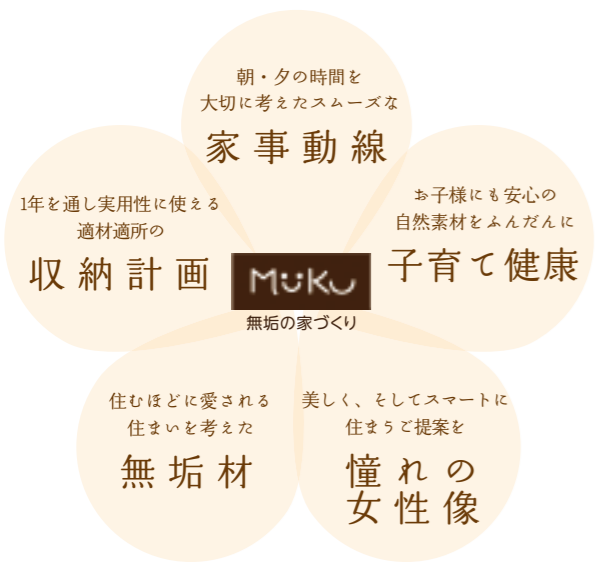 朝・夕の時間を
大切に考えたスムーズな
家事動線
1年を通し実用性に使える
適材適所の
収納計画
お子様にも安心の
自然素材をふんだんに
子育て健康
MüKU
無垢の家づくり
住むほどに愛される
住まいを考えた
無垢材
美しく、そしてスマートに
住まうご提案を
憧れの
女性像